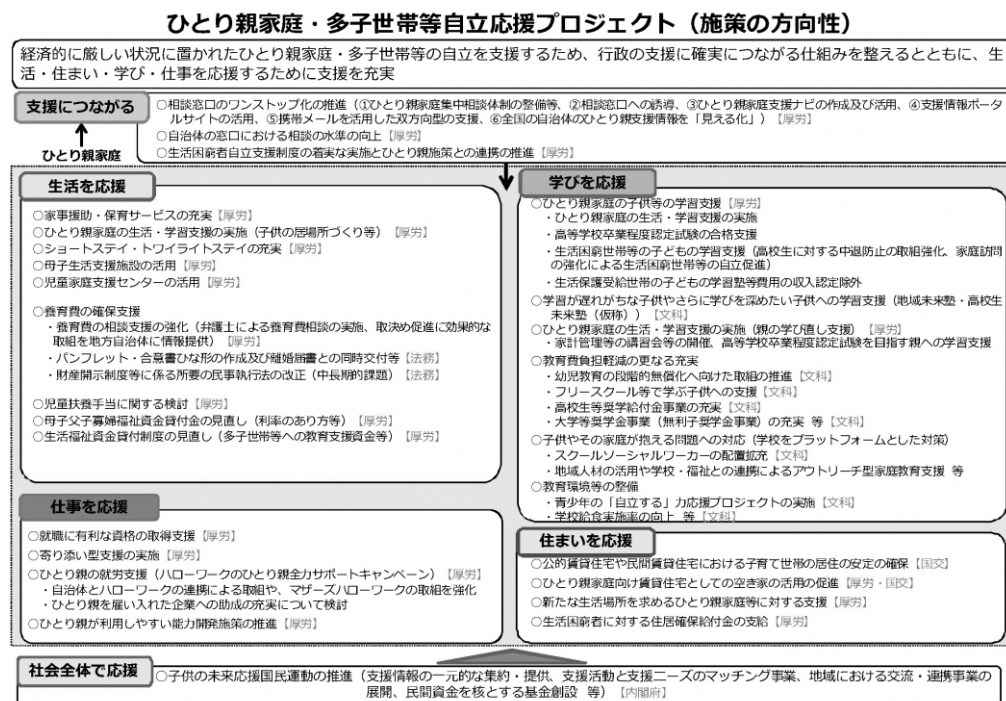 ひとり親家庭・多子世帯等自立応援プロジェクト（施策の方向性）
経済的に厳しい状況に置かれたひとり親家庭・多子世帯等の自立を支援するため、行政の支援に確実につながる仕組みを整えるとともに、生
活・住まい・学び・仕事を応援するために支援を充実
支援につながる
ひとり親家庭
○相談窓口のワンストップ化の推進（①ひとり親家庭集中相談体制の整備等、②相談窓口への誘導、③ひとり親家庭支援ナビの作成及び活用、④支援情報ポータ
ルサイトの活用、⑤携帯メールを活用した双方向型の支援、⑥全国の自治体のひとり親支援情報を「見える化」）【厚労】
○自治体の窓口における相談の水準の向上【厚労】
○生活困窮者自立支援制度の着実な実施とひとり親施策との連携の推進【厚労】
生活を応援
○家事援助・保育サービスの充実【厚労】
○ひとり親家庭の生活・学習支援の実施（子供の居場所づくり等）【厚労】
○ショートステイ・トワイライトステイの充実【厚労】
○母子生活支援施設の活用【厚労】
○児童家庭支援センターの活用【厚労】
○養育費の確保支援
・養育費の相談支援の強化（弁護士による養育費相談の実施、取決め促進に効果的な
取組を地方自治体に情報提供）【厚労】
・パンフレット・合意書ひな形の作成及び離婚届書との同時交付等【法務】
・財産開示制度等に係る所要の民事執行法の改正（中長期的課題）【法務】
○児童扶養手当に関する検討【厚労】
○母子父子寡婦福祉資金貸付金の見直し（利率のあり方等）【厚労】
○生活福祉資金貸付制度の見直し（多子世帯等への教育支援資金等）【厚労】
仕事を応援
○就職に有利な資格の取得支援【厚労】
○寄り添い型支援の実施【厚労】
○ひとり親の就労支援（ハローワークのひとり親全力サポートキャンペーン）【厚労】
・自治体とハローワークの連携による取組や、マザーズハローワークの取組を強化
・ひとり親を雇い入れた企業への助成の充実について検討
○ひとり親が利用しやすい能力開発施策の推進【厚労】
学びを応援
○ひとり親家庭の子供等の学習支援【厚労】
・ひとり親家庭の生活・学習支援の実施
・高等学校卒業程度認定試験の合格支援
・生活困窮世帯等の子どもの学習支援（高校生に対する中退防止の取組強化、家庭訪問
の強化による生活困窮世帯等の自立促進）
・生活保護受給世帯の子どもの学習塾等費用の収入認定除外
○学習が遅れがちな子供やさらに学びを深めたい子供への学習支援（地域未来塾・高校生
未来塾（仮称））【文科】
○ひとり親家庭の生活・学習支援の実施（親の学び直し支援）【厚労】
・家計管理等の講習会等の開催、高等学校卒業程度認定試験を目指す親への学習支援
○教育費負担軽減の更なる充実
・幼児教育の段階的無償化へ向けた取組の推進【文科】
・フリースクール等で学ぶ子供への支援【文科】
・高校生等奨学給付金事業の充実【文科】
・大学等奨学金事業（無利子奨学金事業）の充実 等【文科】
○子供やその家庭が抱える問題への対応（学校をプラットフォームとした対策）
・スクールソーシャルワーカーの配置拡充【文科】
・地域人材の活用や学校・福祉との連携によるアウトリーチ型家庭教育支援 等
○教育環境等の整備
・青少年の「自立する」力応援プロジェクトの実施【文科】
・学校給食実施率の向上 等【文科】
住まいを応援
○公的賃貸住宅や民間賃貸住宅における子育て世帯の居住の安定の確保【国交】
○ひとり親家庭向け賃貸住宅としての空き家の活用の促進【厚労・国交】
○新たな生活場所を求めるひとり親家庭等に対する支援【厚労】
○生活困窮者に対する住居確保給付金の支給【厚労】
社会全体で応援
○子供の未来応援国民運動の推進（支援情報の一元的な集約・提供、支援活動と支援ニーズのマッチング事業、地域における交流・連携事業の
展開、民間資金を核とする基金創設 等）【内閣府】